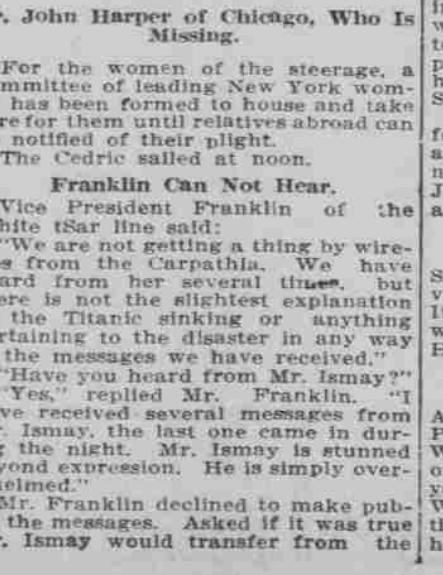 . John Harper of Chicago, Who Is
Missing.
For the women of the steerage, a
mmittee of leading New York wom-
has been formed to house and take
re for them until relatives abroad can
notified of their plight.
The Cedric sailed at noon.
Franklin Can Not Hear.
Vice President Franklin of the
hite tSar line said:
"We are not getting a thing by wire-
s from the Carpathia. We have
ard from her several times, but
ere is not the slightest explanation
the Titanic sinking or anything
rtaining to the disaster in any way
the messages we have received."
"Have you heard from Mr. Ismay?"
"Yes," replied Mr. Franklin. "I
ve received several messages from
. Ismay, the last one came in dur-
g the night. Mr. Ismay is stunned
yond expression. He is simply over-
elmed."
Mr. Franklin declined to make pub-
the messages. Asked if it was true
. Ismay would transfer from the